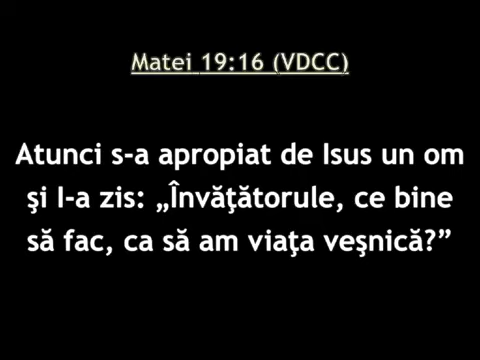 Matei 19:16 (VDCC)
Atunci s-a apropiat de Isus un om
şi I-a zis: „Învăţătorule, ce bine
să fac, ca să am viaţa veşnică?”